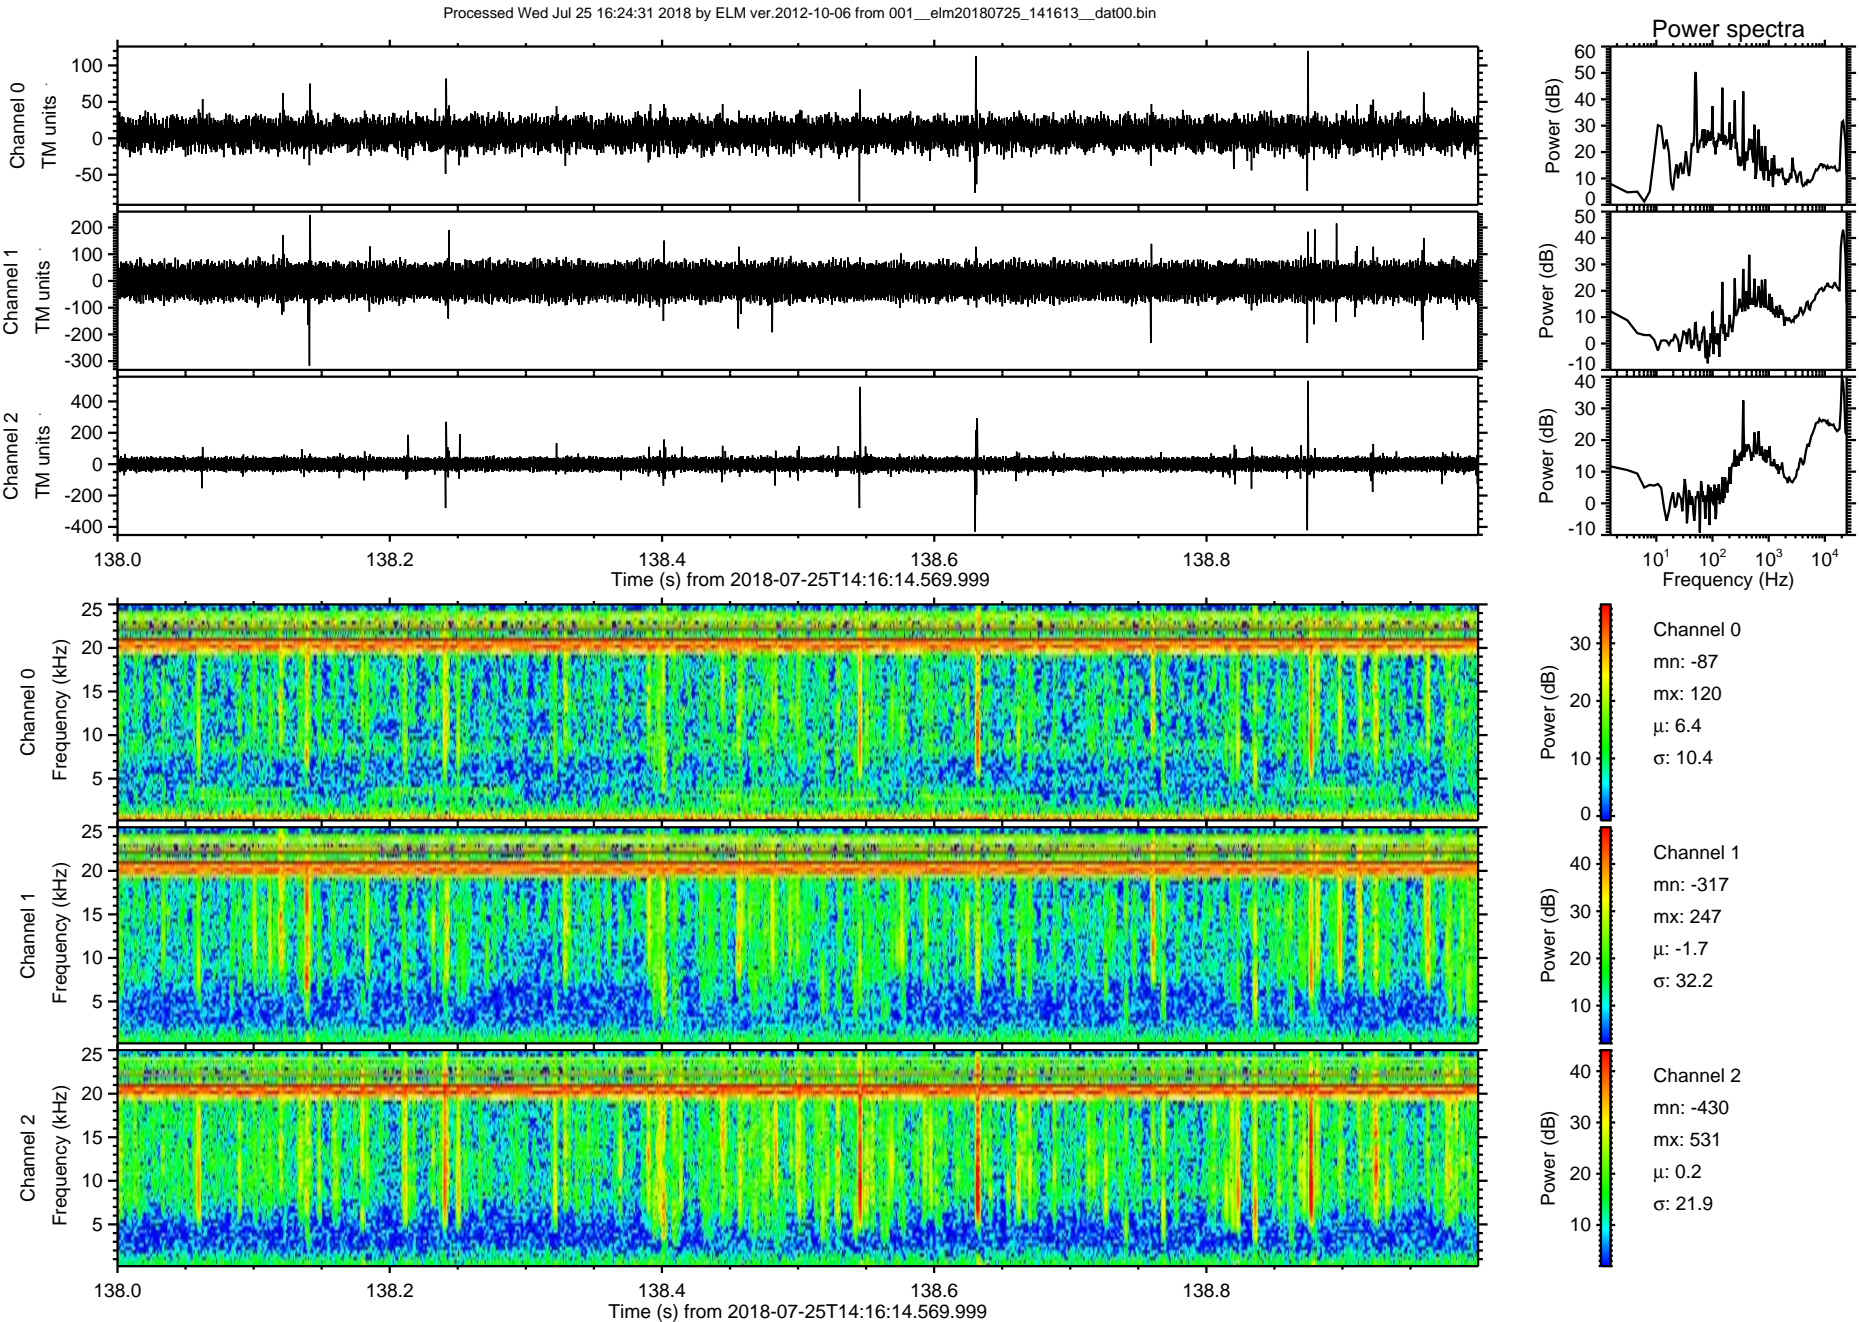 Processed Wed Jul 25 16:24:31 2018 by ELM ver.2012-10-06 from 001__elm20180725_141613__dat00.bin
Power spectra
Channel 0
TM units
100
50
0
-50
Power (dB)
60
50
40
30
20
10
0
Channel 1
TM units
200
100
0
-100
-200
-300
Power (dB)
50
40
30
20
10
0
-10
Channel 2
TM units
400
200
0
-200
-400
Power (dB)
40
30
20
10
0
-10
138.0 138.2 138.4 138.6 138.8
Time (s) from 2018-07-25T14:16:14.569.999
10¹ 10² 10³ 10⁴
Frequency (Hz)
Channel 0
Frequency (kHz)
25
20
15
10
5
Power (dB)
30
20
10
0
Channel 0
mn: -87
mx: 120
μ: 6.4
σ: 10.4
Channel 1
Frequency (kHz)
25
20
15
10
5
Power (dB)
40
30
20
10
Channel 1
mn: -317
mx: 247
μ: -1.7
σ: 32.2
Channel 2
Frequency (kHz)
25
20
15
10
5
Power (dB)
40
30
20
10
Channel 2
mn: -430
mx: 531
μ: 0.2
σ: 21.9
138.0 138.2 138.4 138.6 138.8
Time (s) from 2018-07-25T14:16:14.569.999